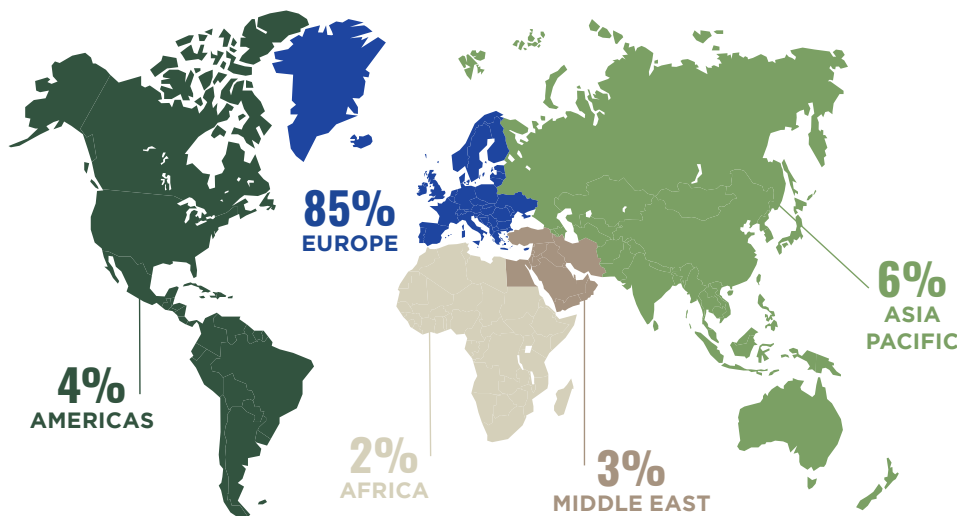 85%
EUROPE
6%
ASIA
PACIFIC
4%
AMERICAS
2%
AFRICA
3%
MIDDLE EAST